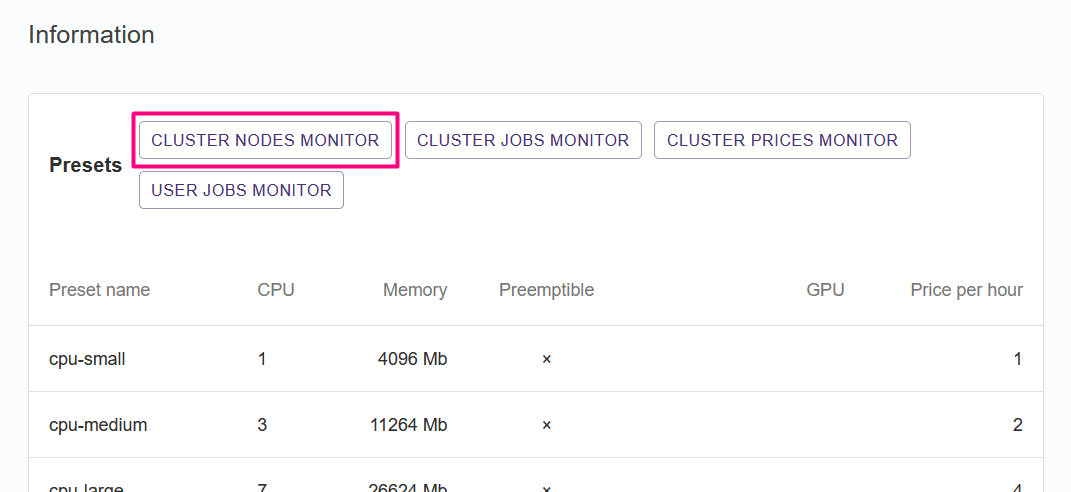 Information
Presets
CLUSTER NODES MONITOR CLUSTER JOBS MONITOR CLUSTER PRICES MONITOR
USER JOBS MONITOR
Preset name CPU Memory Preemptible GPU Price per hour
cpu-small 1 4096 Mb × 1
cpu-medium 3 11264 Mb × 2
cpu-large 7 26624 Mb × 4